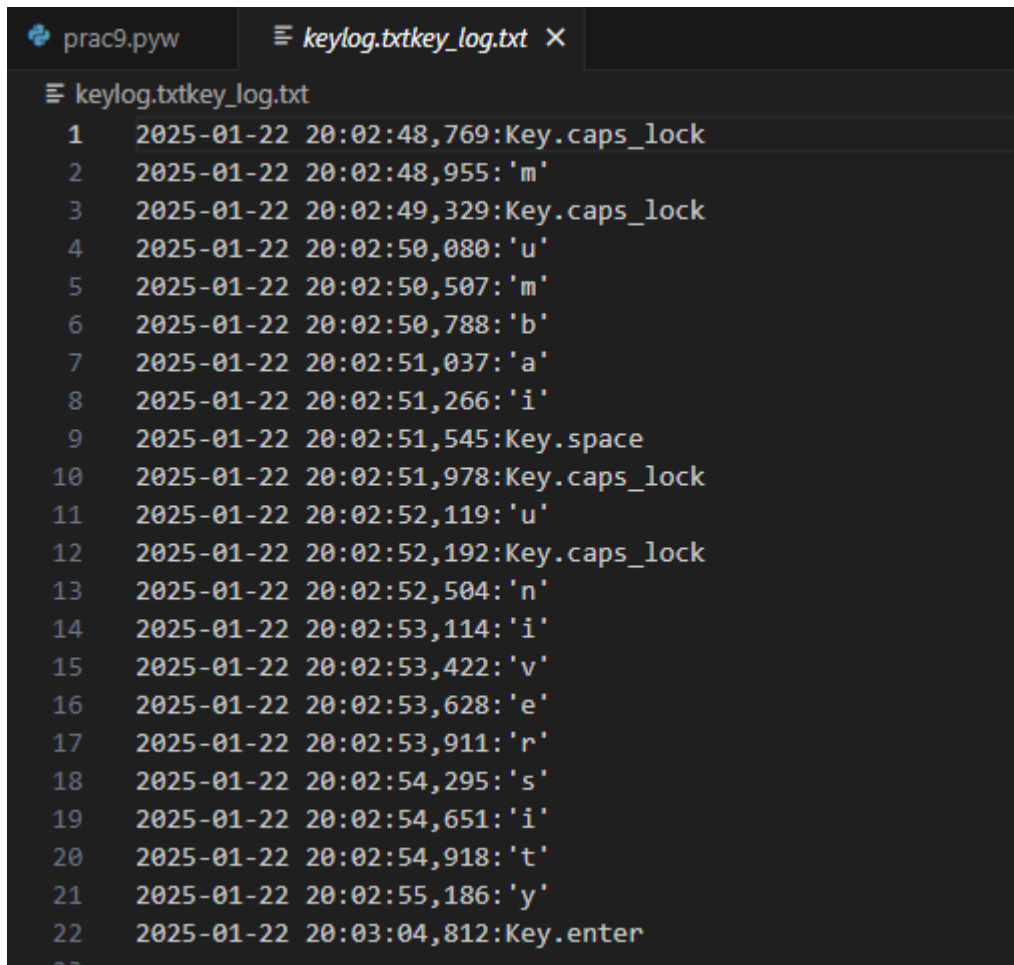 prac9.pyw keylog.txtkey_log.txt
keylog.txtkey_log.txt
1 2025-01-22 20:02:48,769:Key.caps_lock
2 2025-01-22 20:02:48,955:'m'
3 2025-01-22 20:02:49,329:Key.caps_lock
4 2025-01-22 20:02:50,080:'u'
5 2025-01-22 20:02:50,507:'m'
6 2025-01-22 20:02:50,788:'b'
7 2025-01-22 20:02:51,037:'a'
8 2025-01-22 20:02:51,266:'i'
9 2025-01-22 20:02:51,545:Key.space
10 2025-01-22 20:02:51,978:Key.caps_lock
11 2025-01-22 20:02:52,119:'u'
12 2025-01-22 20:02:52,192:Key.caps_lock
13 2025-01-22 20:02:52,504:'n'
14 2025-01-22 20:02:53,114:'i'
15 2025-01-22 20:02:53,422:'v'
16 2025-01-22 20:02:53,628:'e'
17 2025-01-22 20:02:53,911:'r'
18 2025-01-22 20:02:54,295:'s'
19 2025-01-22 20:02:54,651:'i'
20 2025-01-22 20:02:54,918:'t'
21 2025-01-22 20:02:55,186:'y'
22 2025-01-22 20:03:04,812:Key.enter